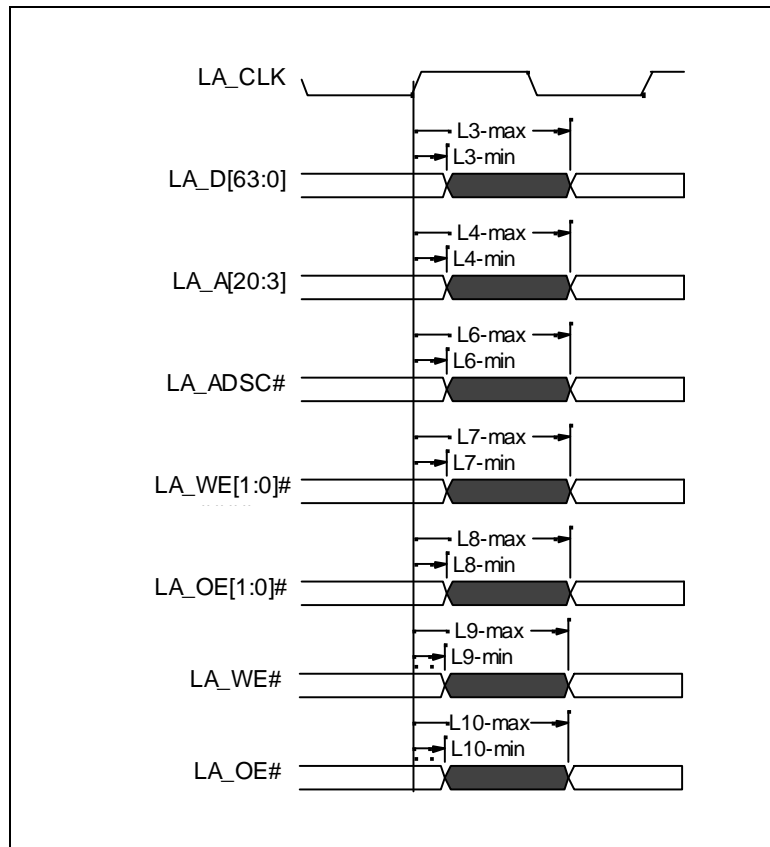 LA_CLK
L3-max
L3-min
LA_D[63:0]
L4-max
L4-min
LA_A[20:3]
L6-max
L6-min
LA_ADSC#
L7-max
L7-min
LA_WE[1:0]#
L8-max
L8-min
LA_OE[1:0]#
L9-max
L9-min
LA_WE#
L10-max
L10-min
LA_OE#